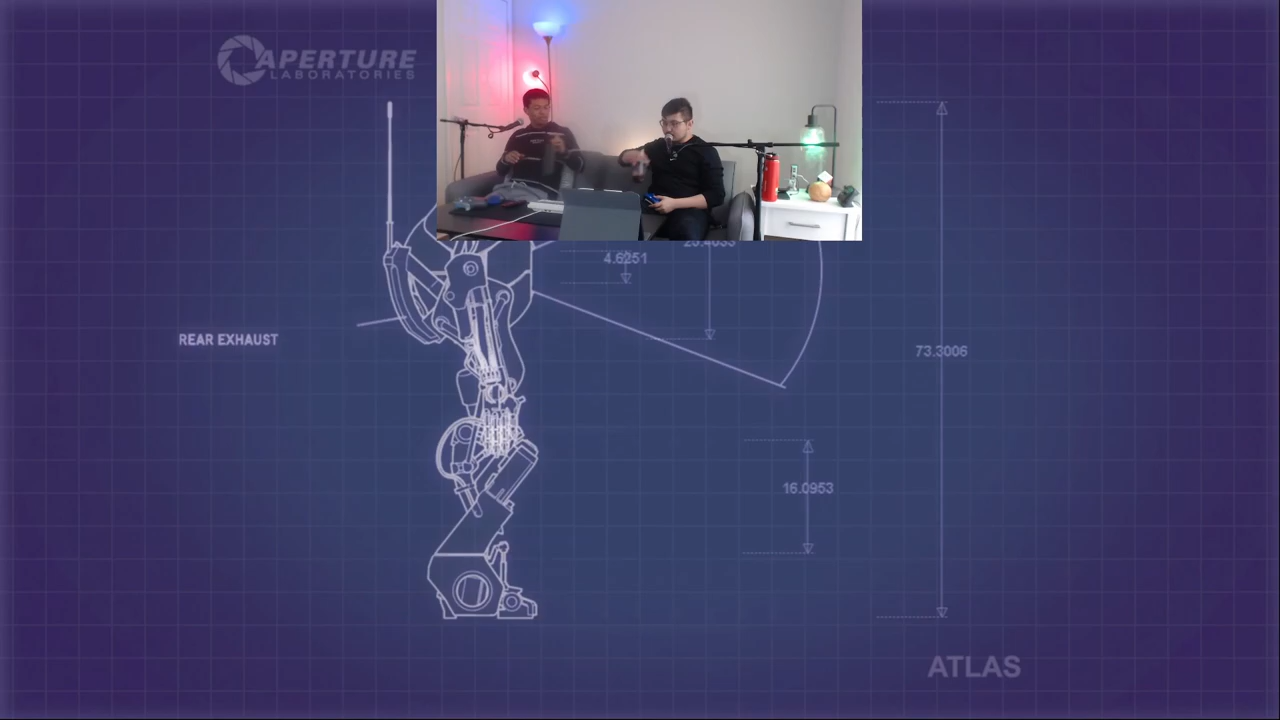 APERTURE
LABORATORIES
4.6251
REAR EXHAUST
73.3006
16.0953
ATLAS